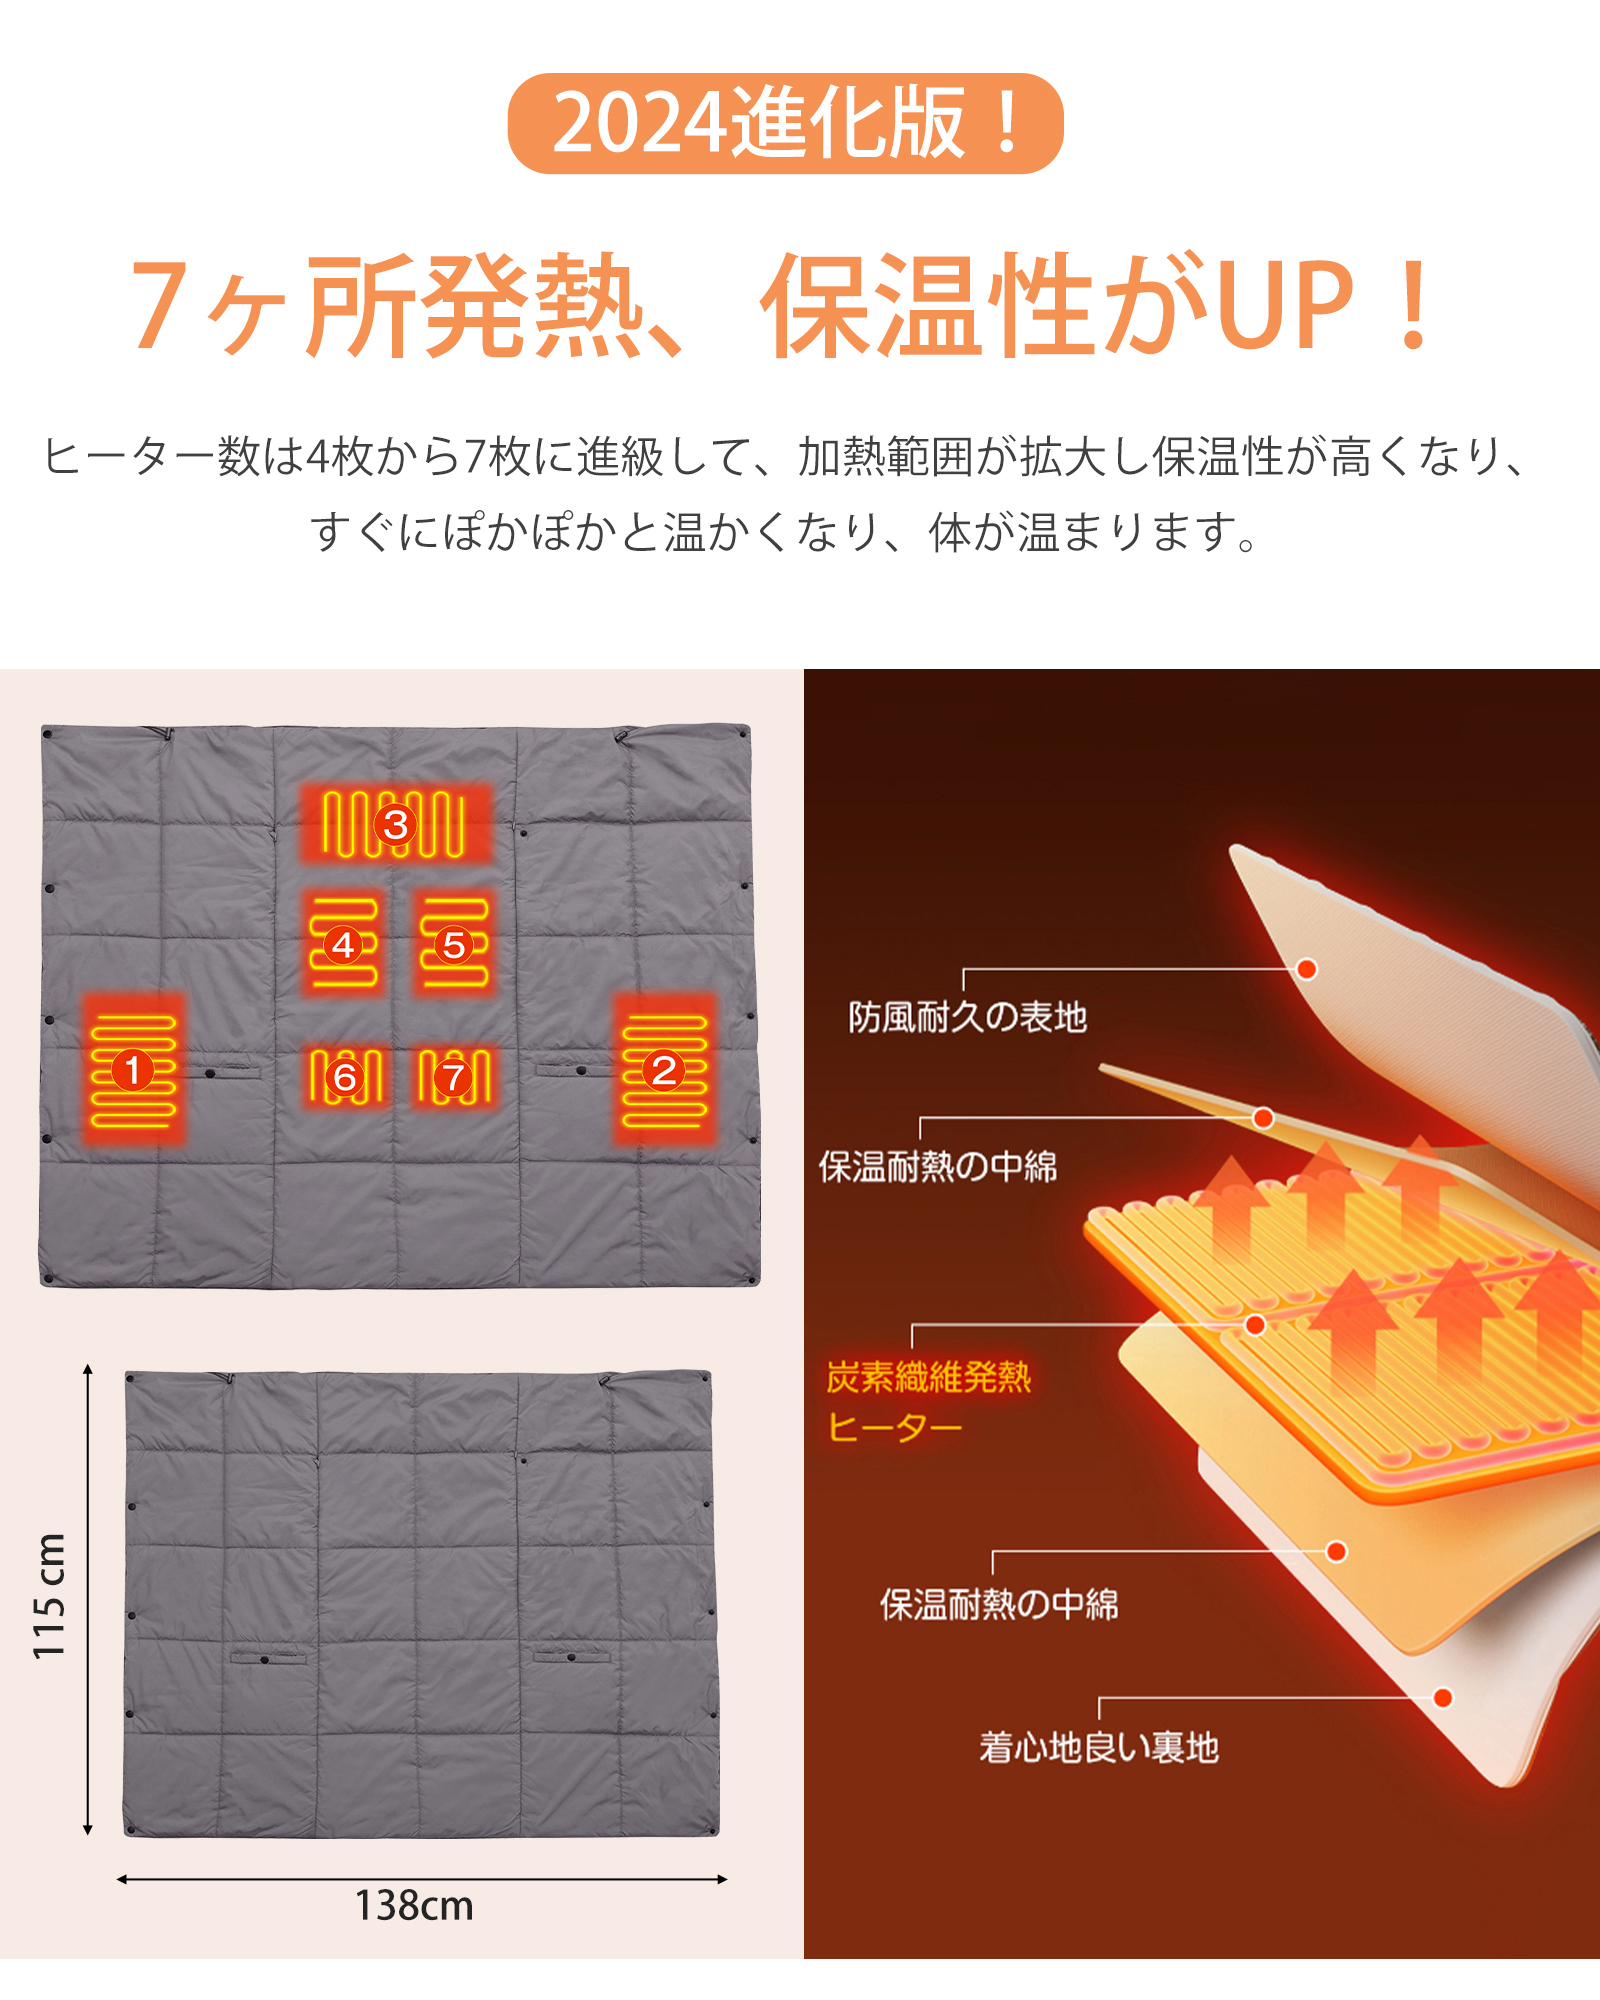 2024進化版！
7ヶ所発熱、保温性がUP！
ヒーター数は4枚から7枚に進級して、加熱範囲が拡大し保温性が高くなり、
すぐにぽかぽかと温かくなり、体が温まります。
3
4
5
1
6
7
2
115 cm
138cm
防風耐久の表地
保温耐熱の中綿
炭素繊維発熱
ヒーター
保温耐熱の中綿
着心地良い裏地